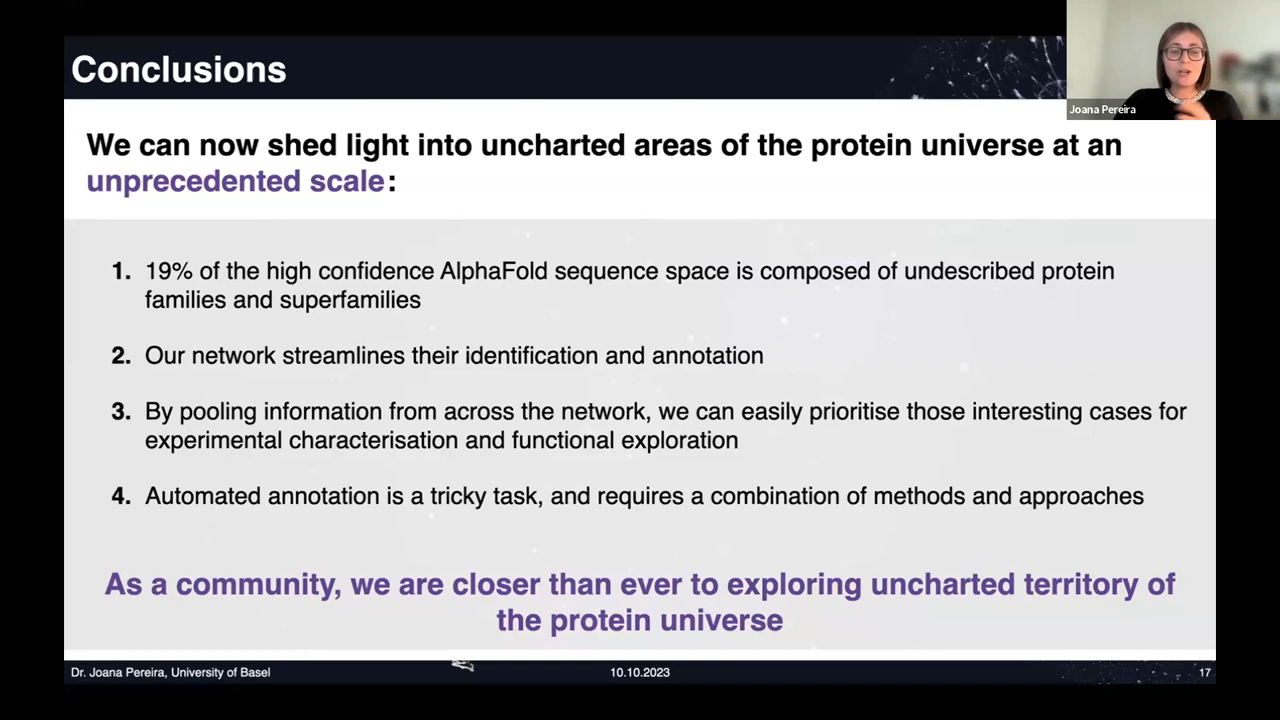 Conclusions
Joana Pereira
We can now shed light into uncharted areas of the protein universe at an
unprecedented scale:
1. 19% of the high confidence AlphaFold sequence space is composed of undescribed protein
families and superfamilies
2. Our network streamlines their identification and annotation
3. By pooling information from across the network, we can easily prioritise those interesting cases for
experimental characterisation and functional exploration
4. Automated annotation is a tricky task, and requires a combination of methods and approaches
As a community, we are closer than ever to exploring uncharted territory of
the protein universe
Dr. Joana Pereira, University of Basel
10.10.2023
17